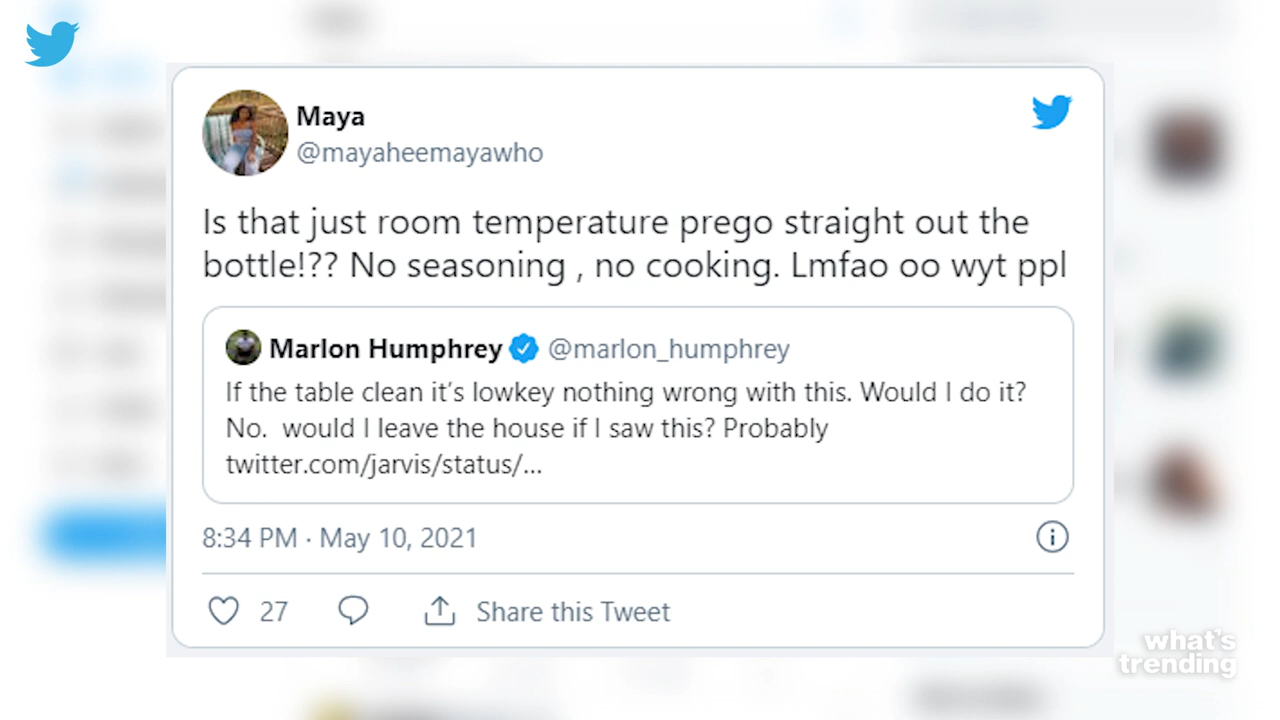 Maya
@mayaheemayawho
Is that just room temperature prego straight out the
bottle!?? No seasoning , no cooking. Lmfao oo wyt ppl
Marlon Humphrey @marlon_humphrey
If the table clean it's lowkey nothing wrong with this. Would I do it?
No.  would I leave the house if I saw this? Probably
twitter.com/jarvis/status/...
8:34 PM · May 10, 2021
27
Share this Tweet
what's
trending